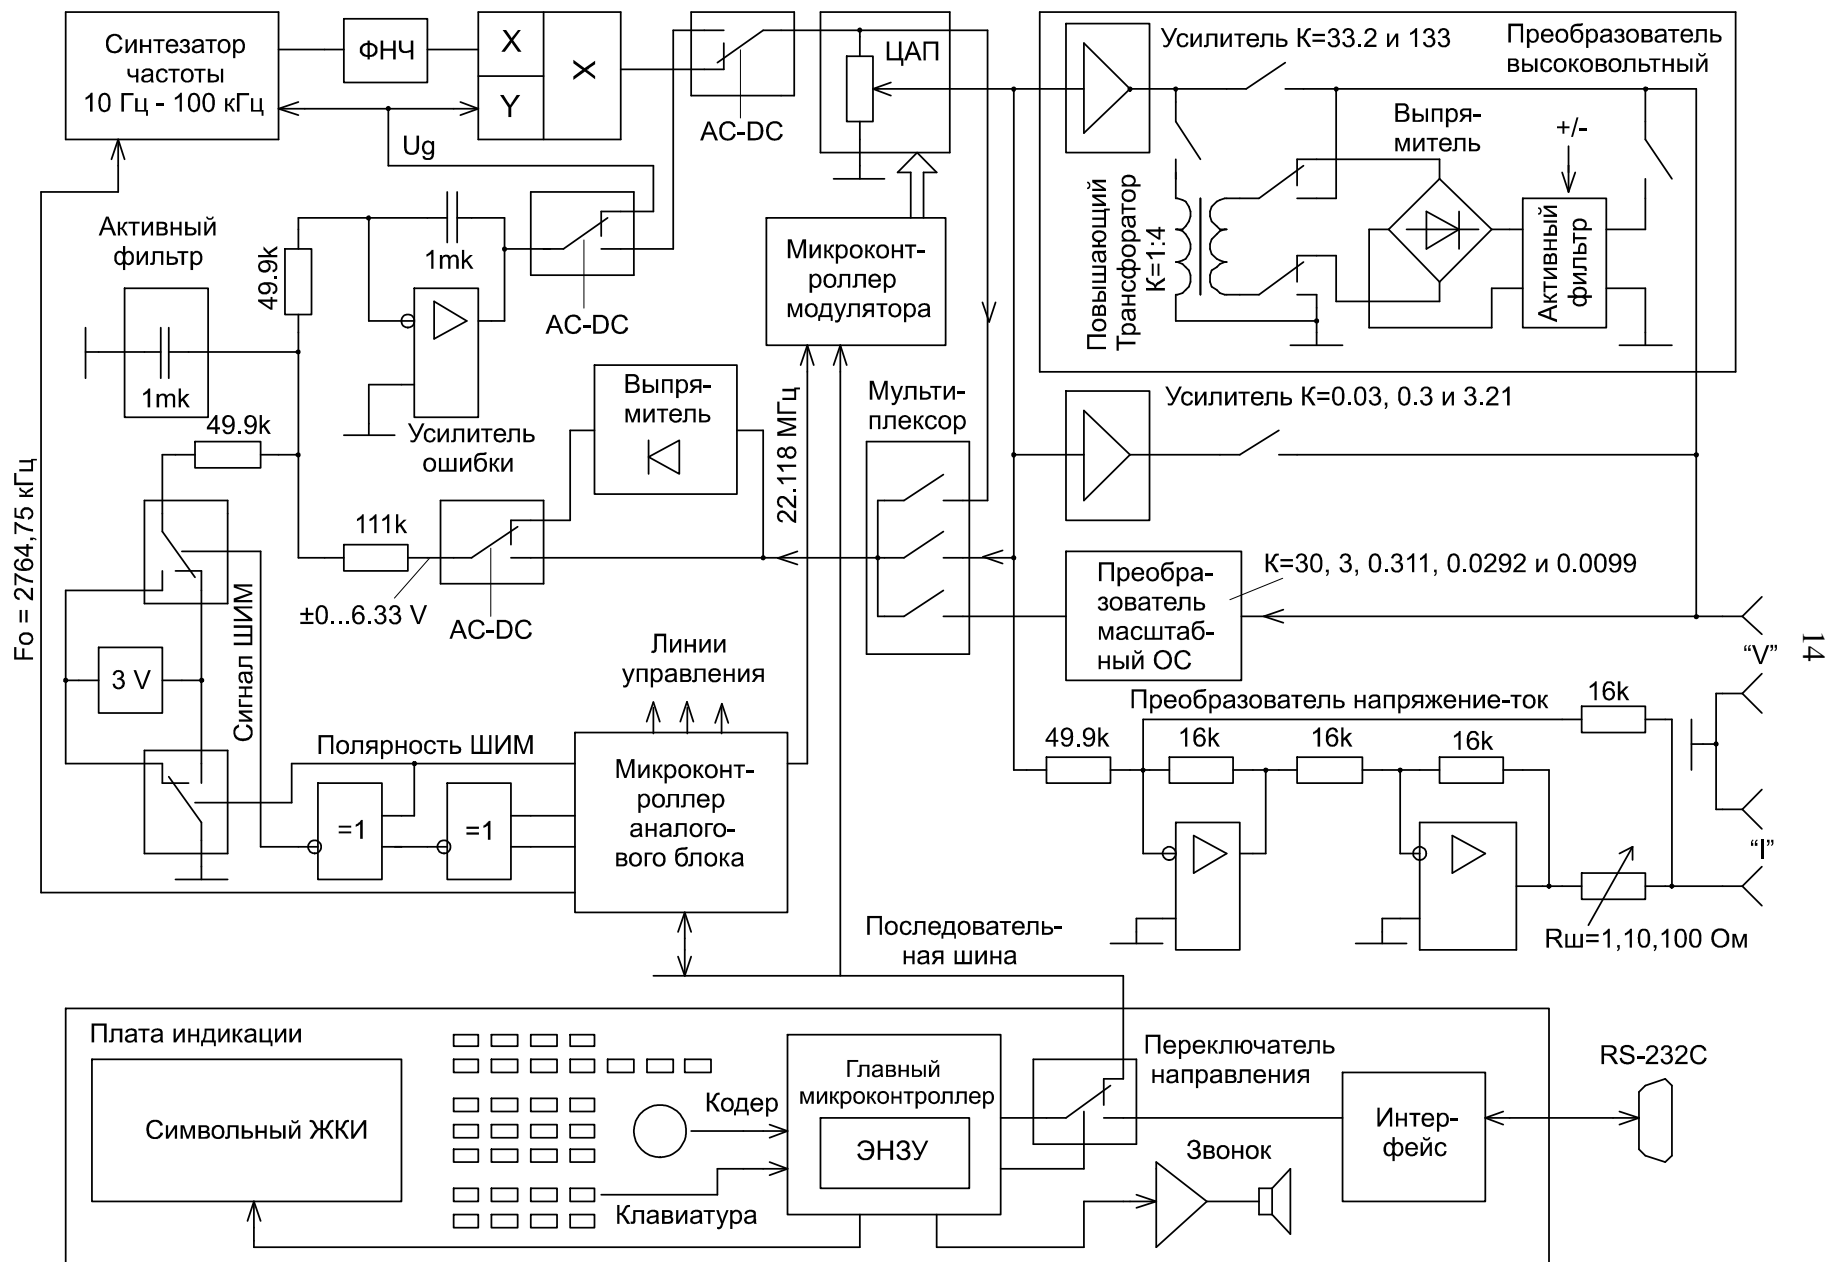 Синтезатор
частоты
10 Гц - 100 кГц
ФНЧ
X
Y
X
Ug
AC-DC
ЦАП
Усилитель К=33.2 и 133
Преобразователь
высоковольтный
Выпря-
митель
+/-
Повышающий
Трансфоратор
К=1:4
Активный
фильтр
Активный
фильтр
1mk
49.9k
1mk
AC-DC
Микроконт-
роллер
модулятора
Усилитель
ошибки
49.9k
Выпря-
митель
22.118 МГц
Мульти-
плексор
Усилитель К=0.03, 0.3 и 3.21
Fo = 2764,75 кГц
111k
±0...6.33 V
AC-DC
Преобра-
зователь
масштаб-
ный ОС
К=30, 3, 0.311, 0.0292 и 0.0099
3 V
Сигнал ШИМ
Линии
управления
“V”
14
Преобразователь напряжение-ток
16k
49.9k
16k
16k
16k
Полярность ШИМ
=1
=1
Микроконт-
роллер
аналого-
вого блока
“I”
Rш=1,10,100 Ом
Последователь-
ная шина
Плата индикации
Символьный ЖКИ
Кодер
Клавиатура
Главный
микроконтроллер
ЭНЗУ
Переключатель
направления
Звонок
Интер-
фейс
RS-232C